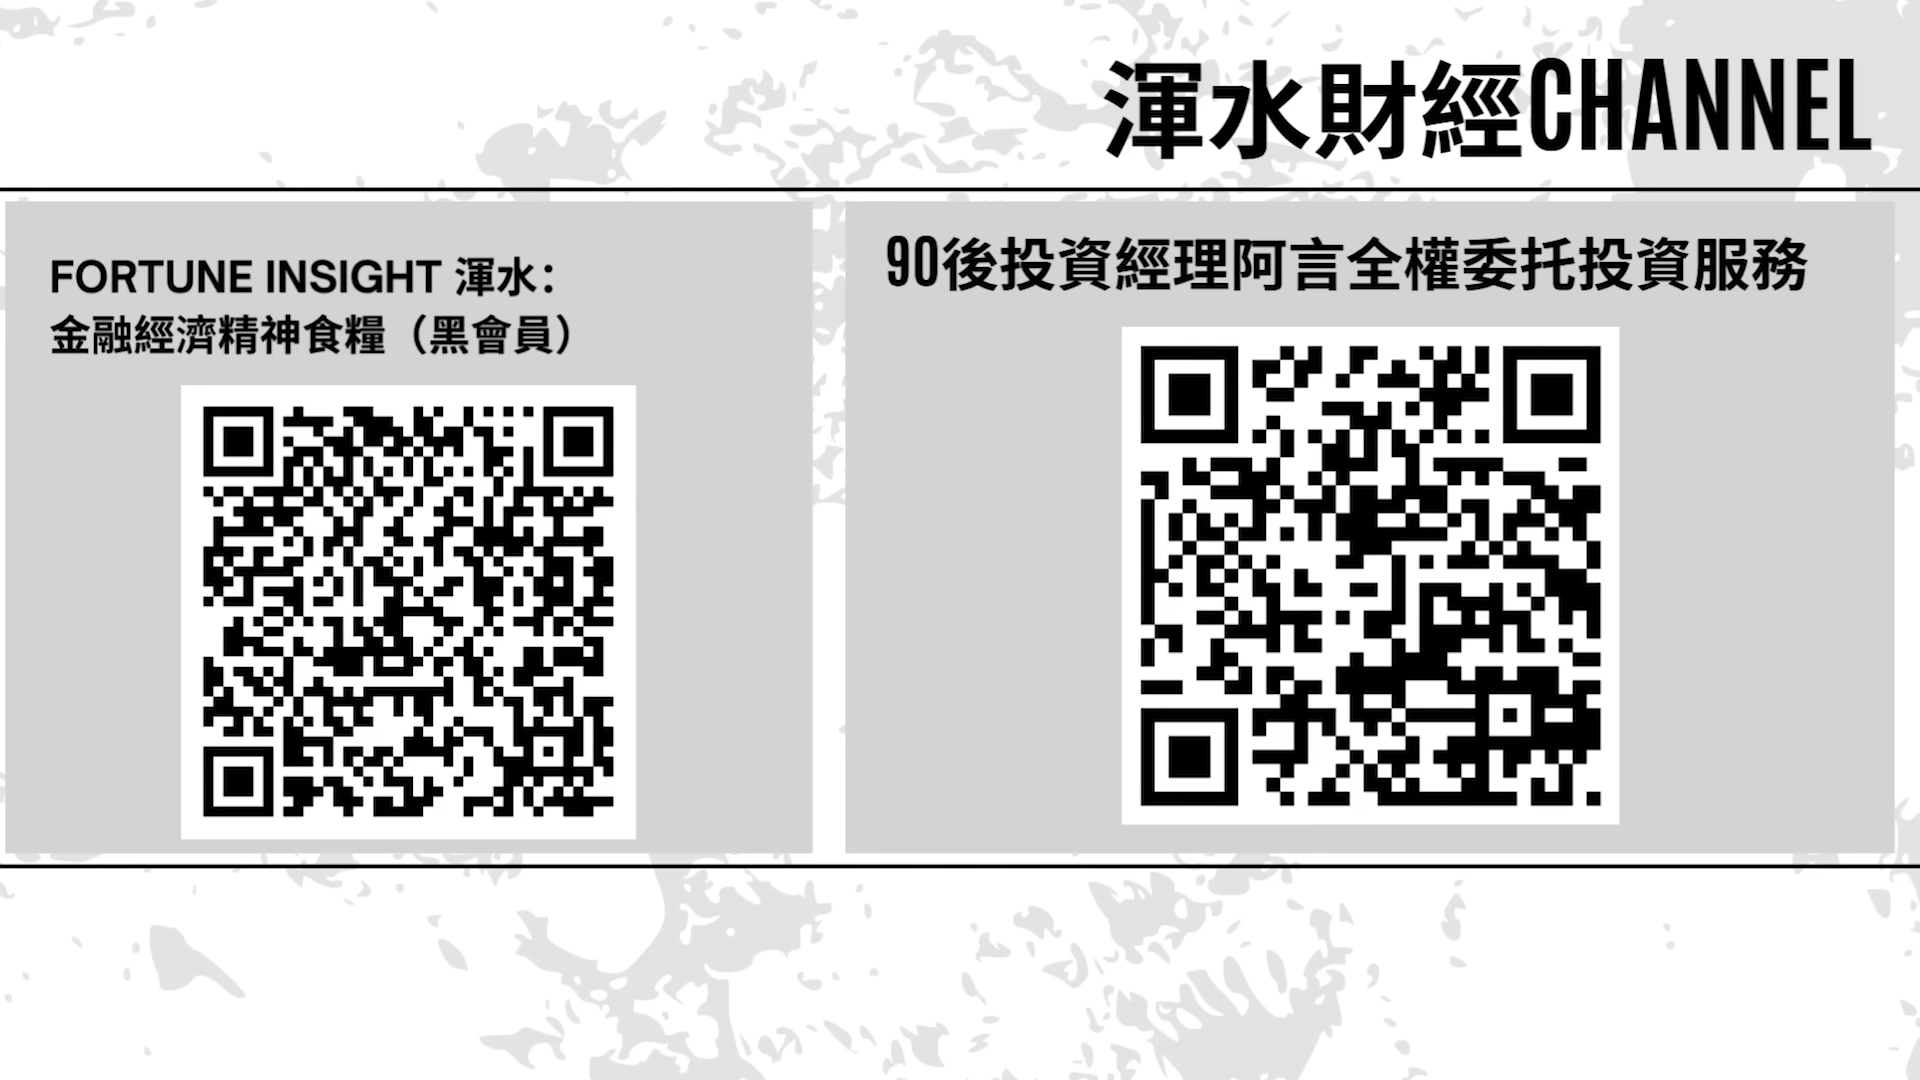 渾水財經CHANNEL
FORTUNE INSIGHT 渾水：
金融經濟精神食糧（黑會員）
90後投資經理阿言全權委托投資服務